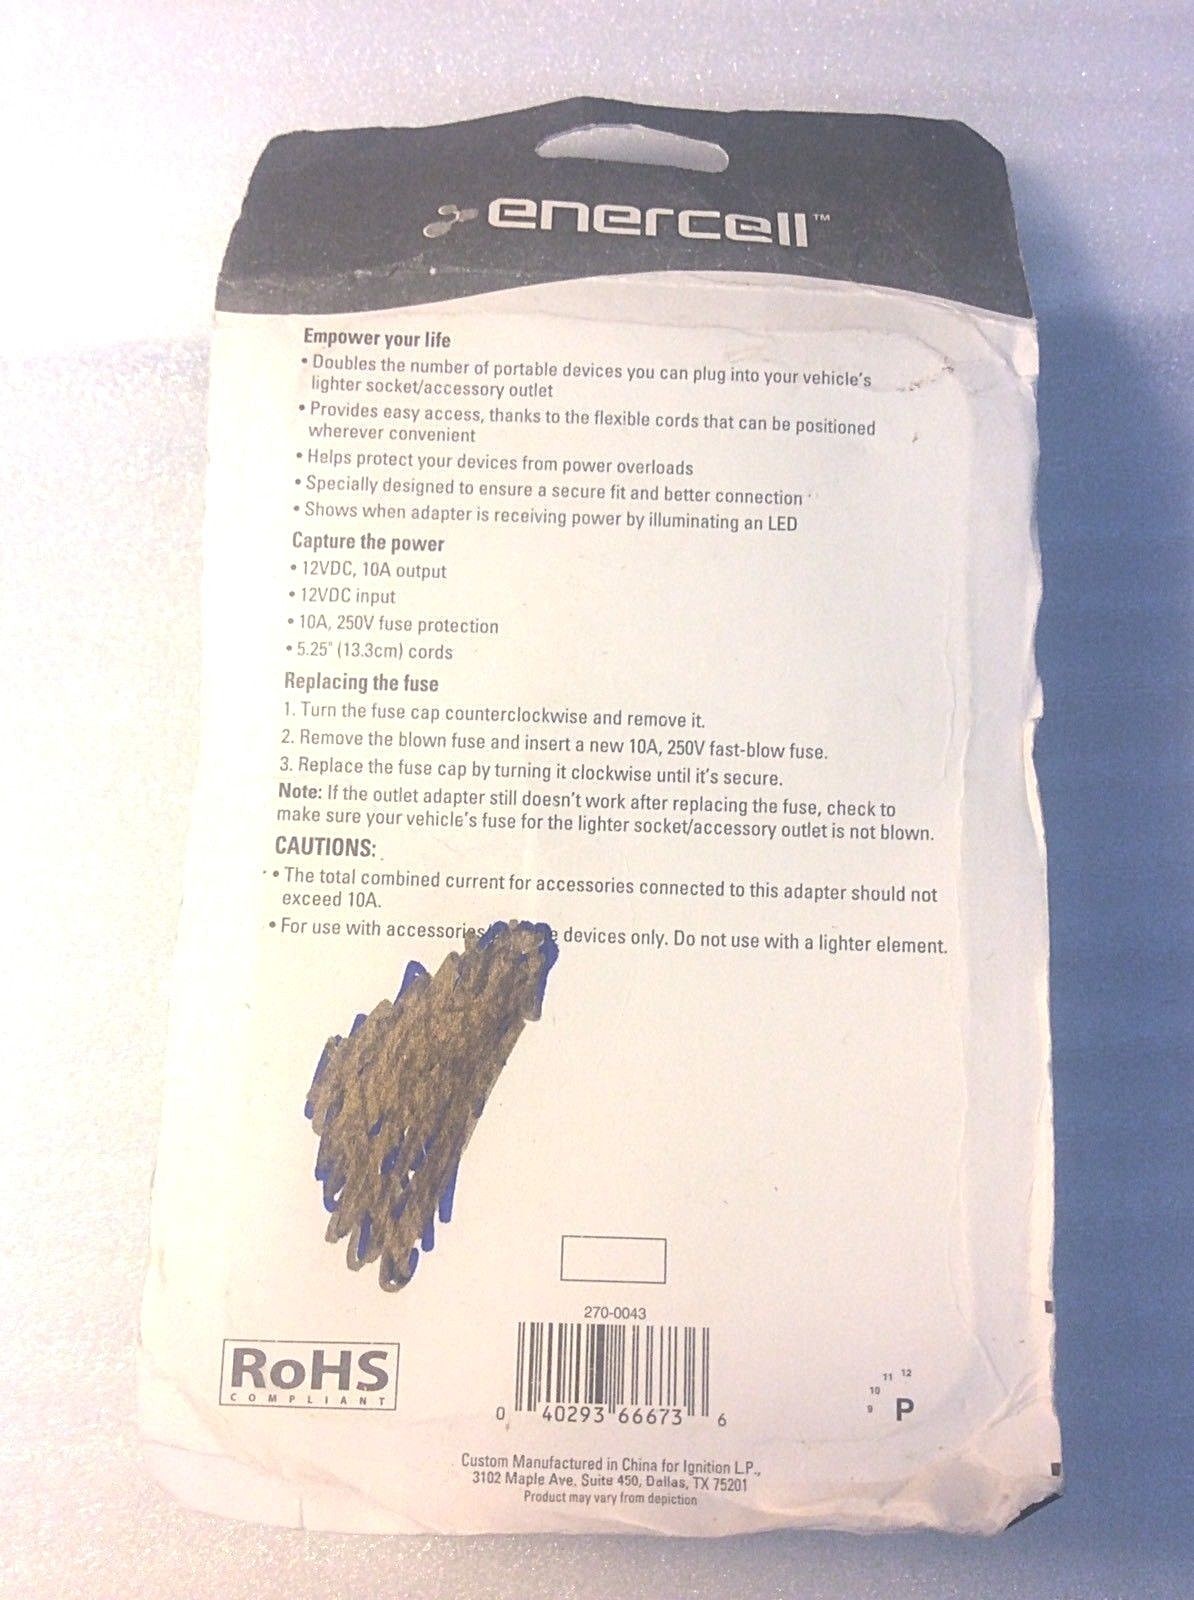 enercell™
Empower your life
• Doubles the number of portable devices you can plug into your vehicle's
lighter socket/accessory outlet
• Provides easy access, thanks to the flexible cords that can be positioned
wherever convenient
• Helps protect your devices from power overloads
• Specially designed to ensure a secure fit and better connection
• Shows when adapter is receiving power by illuminating an LED
Capture the power
• 12VDC, 10A output
• 12VDC input
• 10A, 250V fuse protection
• 5.25" (13.3cm) cords
Replacing the fuse
1. Turn the fuse cap counterclockwise and remove it.
2. Remove the blown fuse and insert a new 10A, 250V fast-blow fuse.
3. Replace the fuse cap by turning it clockwise until it's secure.
Note: If the outlet adapter still doesn't work after replacing the fuse, check to
make sure your vehicle's fuse for the lighter socket/accessory outlet is not blown.
CAUTIONS:
• The total combined current for accessories connected to this adapter should not
exceed 10A.
• For use with accessories devices only. Do not use with a lighter element.
270-0043
RoHS
COMPLIANT
0 40293 66673 6
11 12
10
9 P
Custom Manufactured in China for Ignition L.P.,
3102 Maple Ave, Suite 450, Dallas, TX 75201
Product may vary from depiction